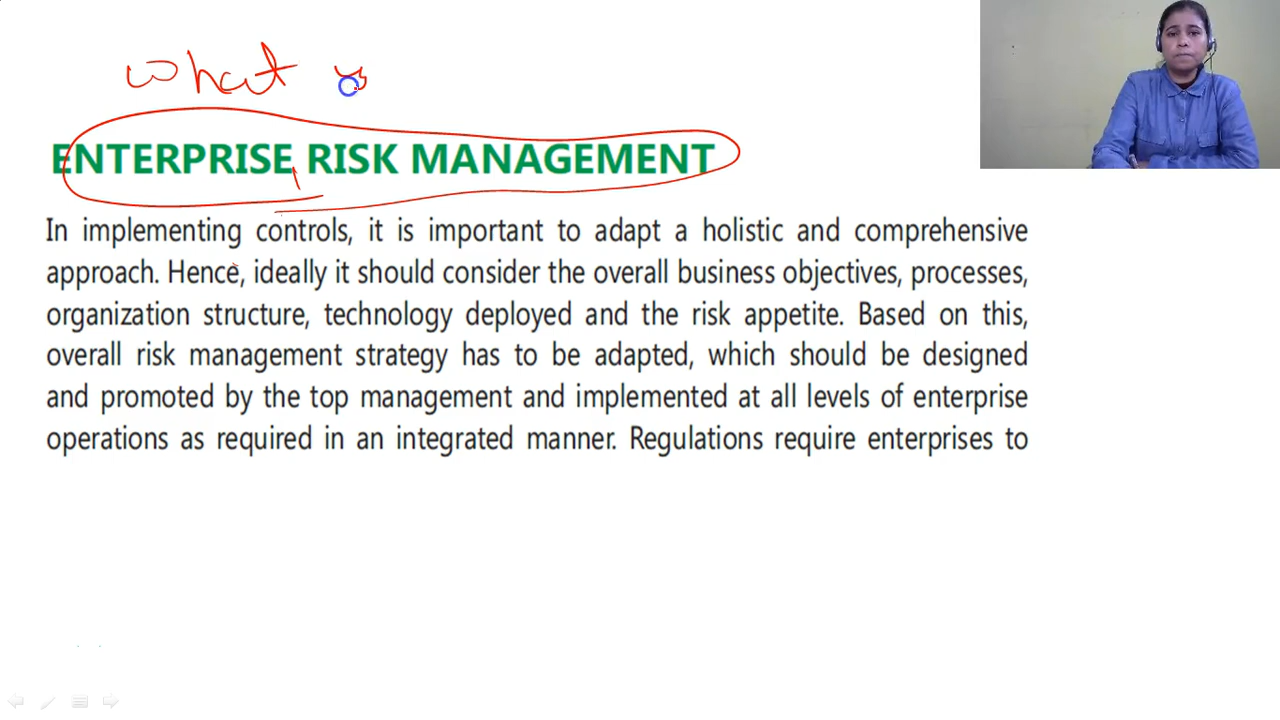 What is
ENTERPRISE RISK MANAGEMENT
In implementing controls, it is important to adapt a holistic and comprehensive
approach. Hence, ideally it should consider the overall business objectives, processes,
organization structure, technology deployed and the risk appetite. Based on this,
overall risk management strategy has to be adapted, which should be designed
and promoted by the top management and implemented at all levels of enterprise
operations as required in an integrated manner. Regulations require enterprises to